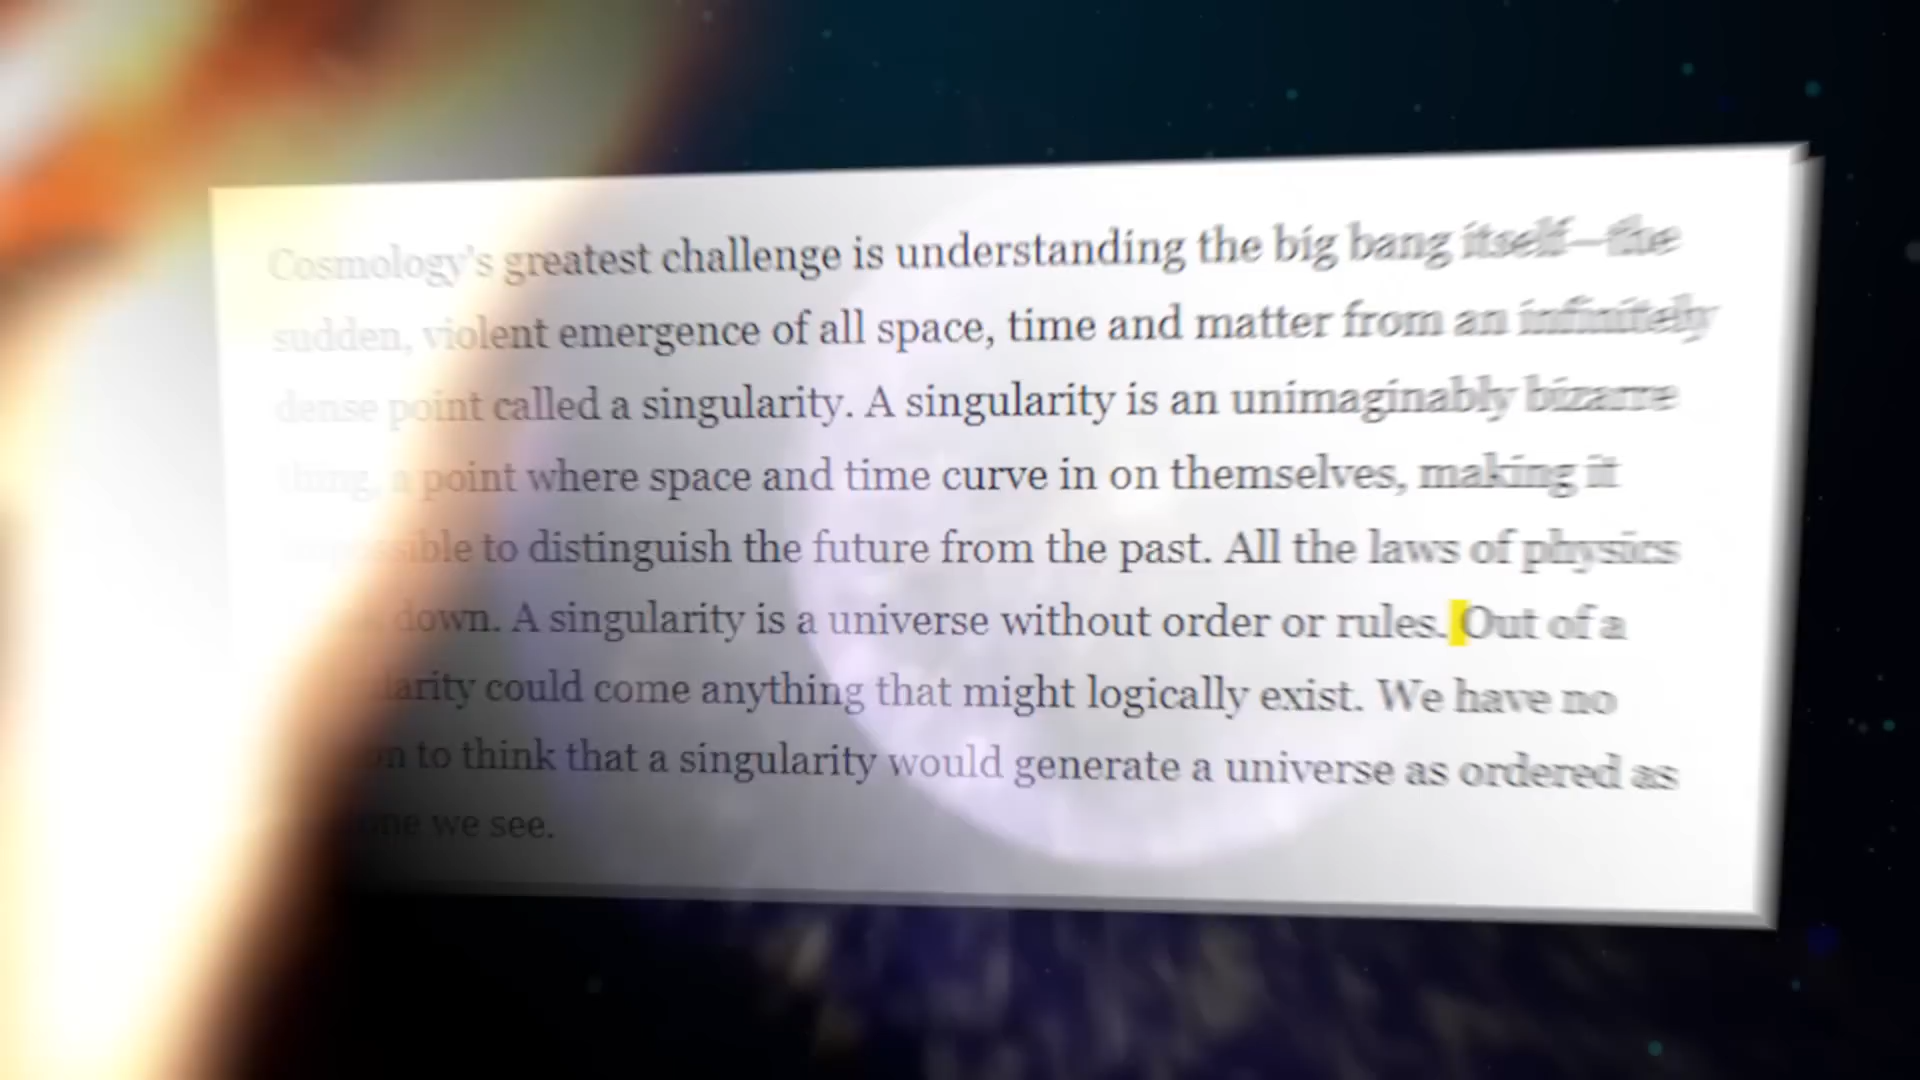 Cosmology's greatest challenge is understanding the big bang itself—the
sudden, violent emergence of all space, time and matter from an infinitely
dense point called a singularity. A singularity is an unimaginably bizarre
thing, a point where space and time curve in on themselves, making it
to distinguish the future from the past. All the laws of physics
down. A singularity is a universe without order or rules. Out of a
could come anything that might logically exist. We have no
to think that a singularity would generate a universe as ordered as
we see.